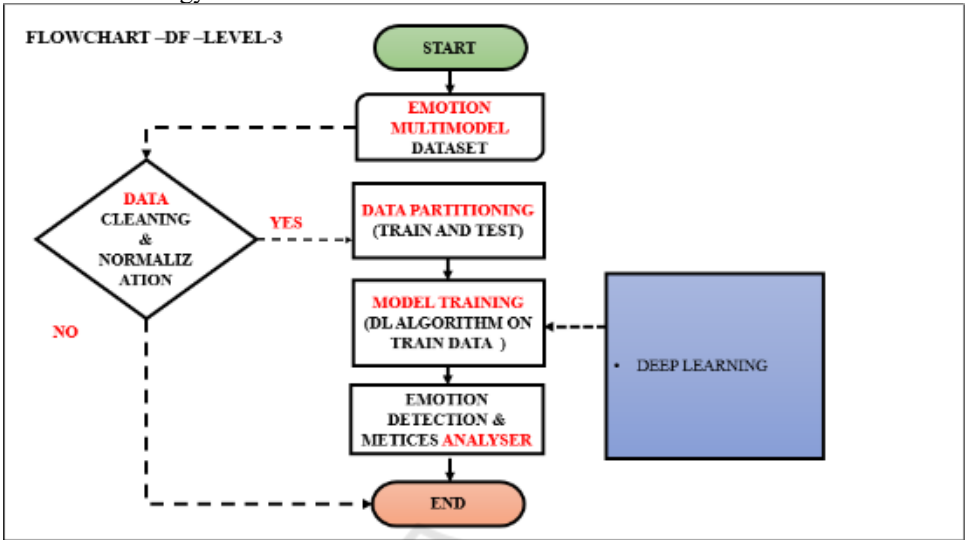 gy
FLOWCHART –DF –LEVEL-3
START
EMOTION
MULTIMODEL
DATASET
DATA
CLEANING
&
NORMALIZ
ATION
YES
NO
DATA PARTITIONING
(TRAIN AND TEST)
MODEL TRAINING
(DL ALGORITHM ON
TRAIN DATA )
• DEEP LEARNING
EMOTION
DETECTION &
METICES ANALYSER
END